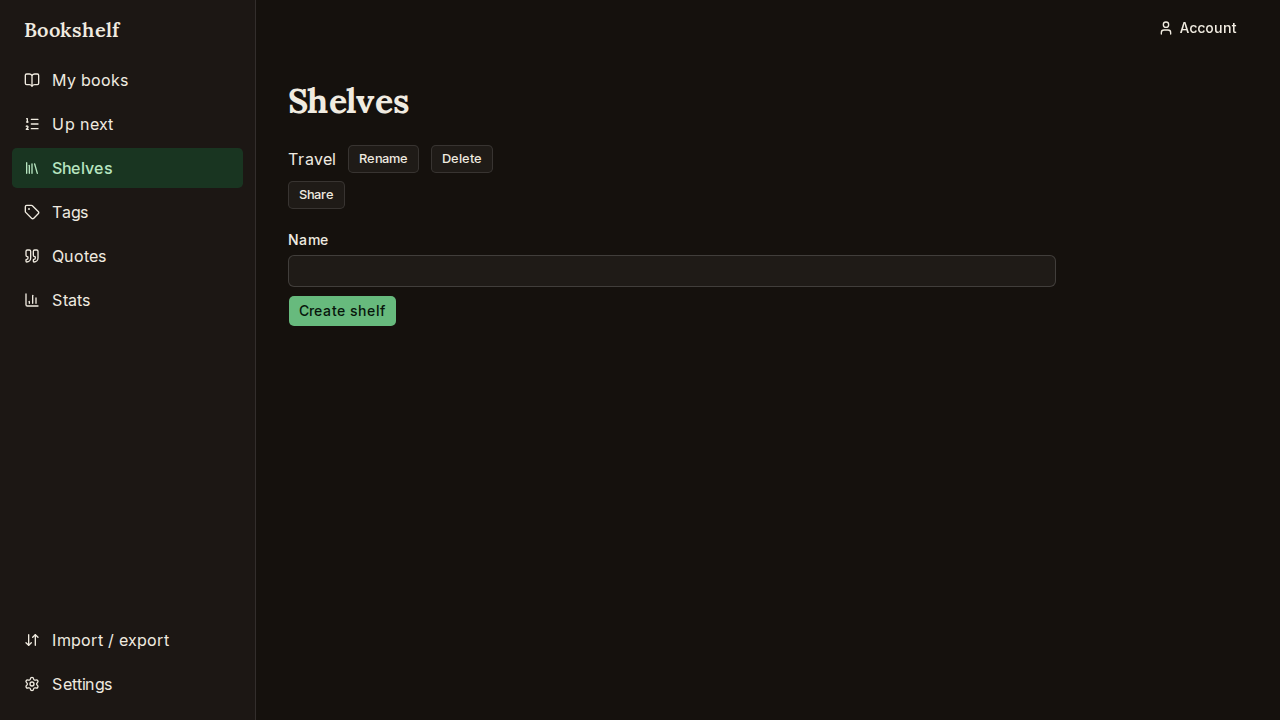 Bookshelf
My books
Up next
Shelves
Tags
Quotes
Stats
Import / export
Settings
Account
Shelves
Travel Rename Delete
Share
Name
Create shelf